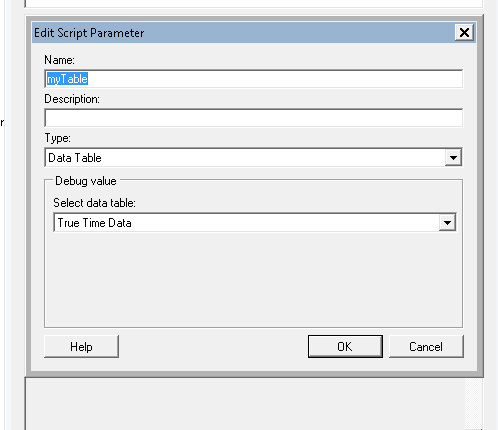 Edit Script Parameter
Name:
myTable
Description:
Type:
Data Table
Debug value
Select data table:
True Time Data
Help OK Cancel